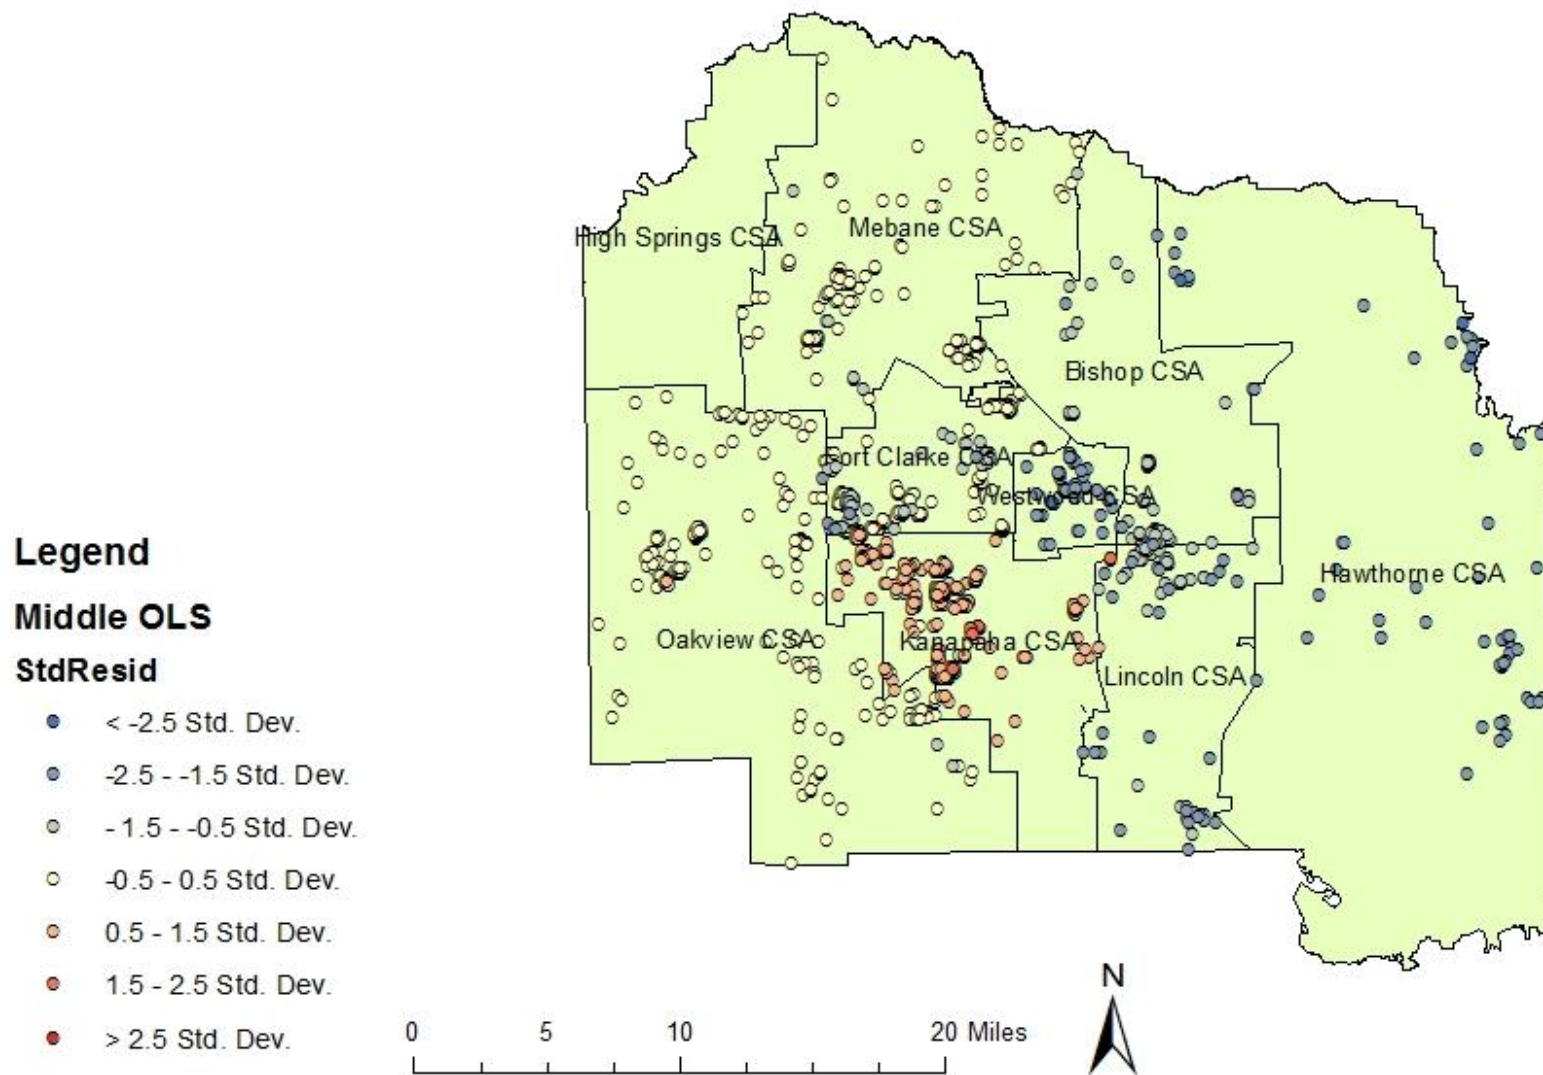 High Springs CSA
Mebane CSA
Bishop CSA
Fort Clarke CSA
Westwood CSA
Hawthorne CSA
Oakview CSA
Kanapaha CSA
Lincoln CSA
Legend
Middle OLS
StdResid
< -2.5 Std. Dev.
-2.5 - -1.5 Std. Dev.
- 1.5 - -0.5 Std. Dev.
-0.5 - 0.5 Std. Dev.
0.5 - 1.5 Std. Dev.
1.5 - 2.5 Std. Dev.
> 2.5 Std. Dev.
N
0 5 10 20 Miles